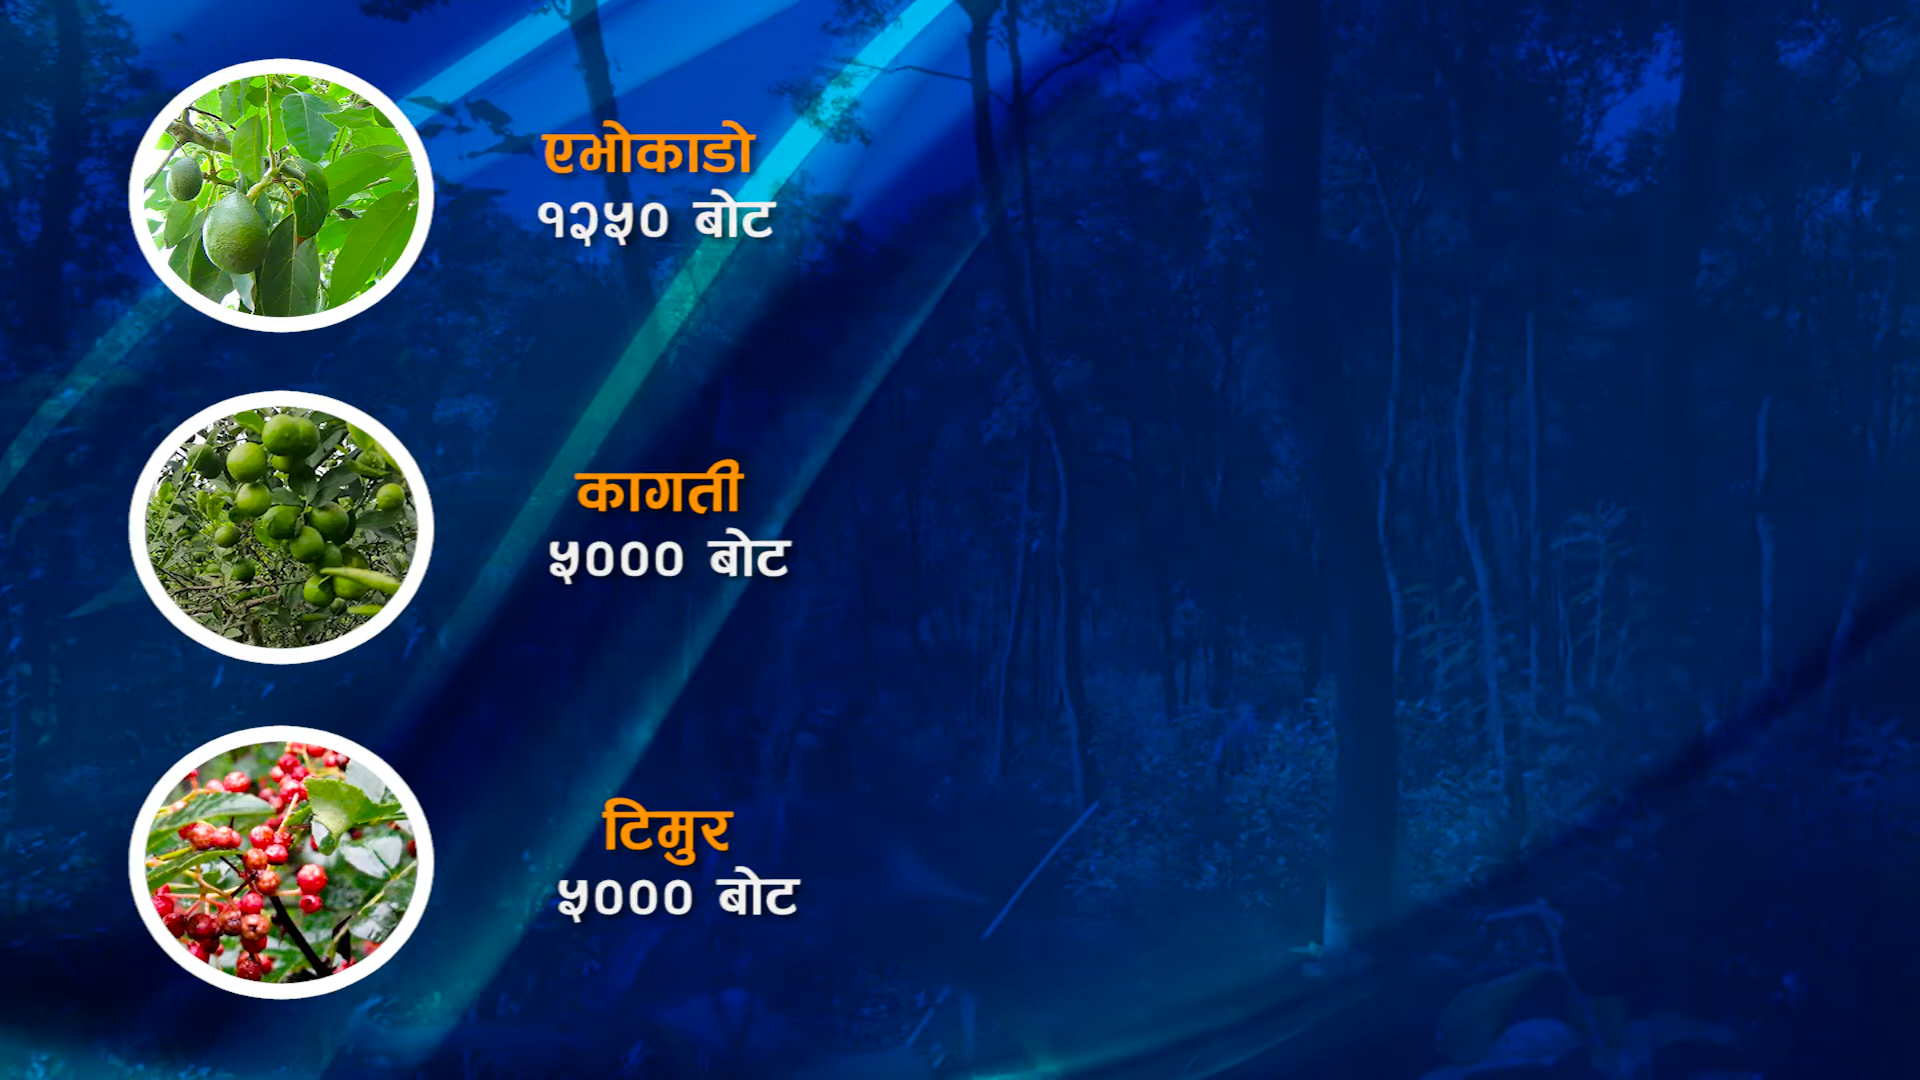 एभोकाडो
१२५० बोट
कागती
५००० बोट
टिमुर
५००० बोट